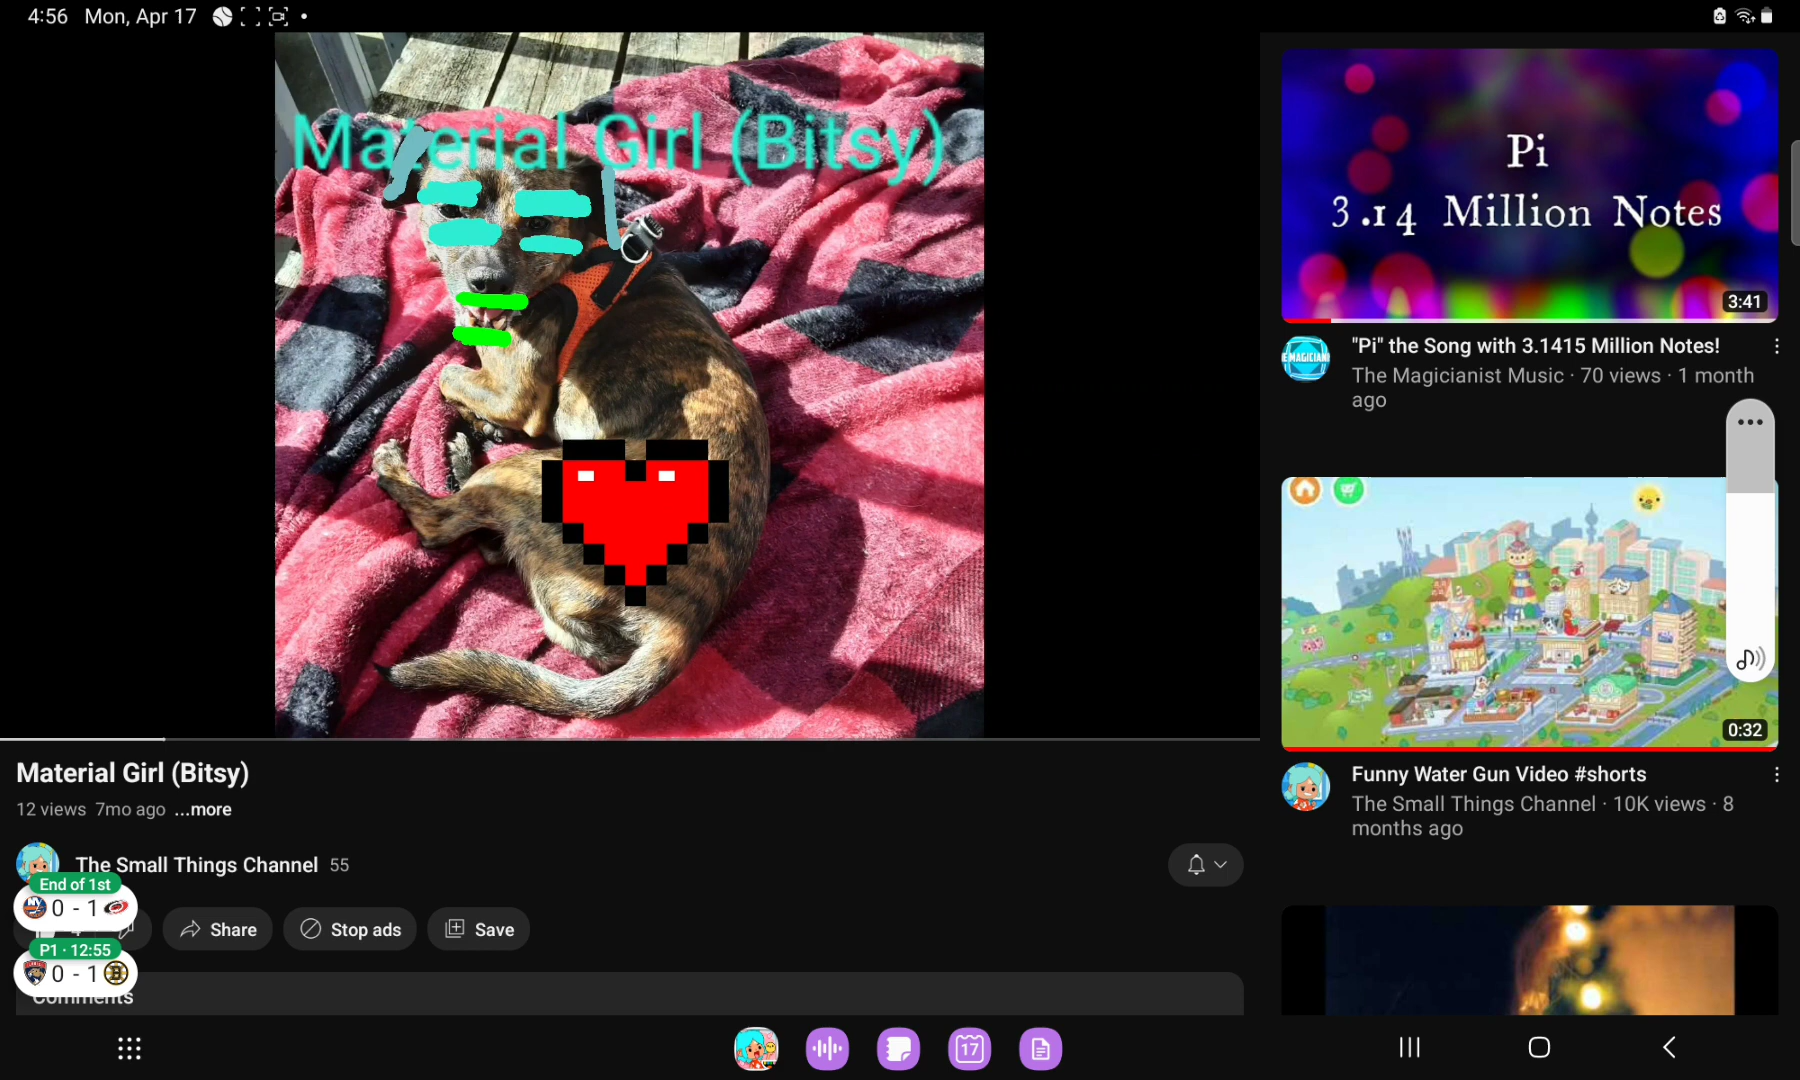 4:56 Mon, Apr 17
Material Girl (Bitsy)
Material Girl (Bitsy)
12 views 7mo ago ...more
The Small Things Channel 55
End of 1st
0 - 1
Share
Stop ads
Save
P1 · 12:55
0 - 1
Comments
Pi
3.14 Million Notes
3:41
E MAGICIANI
"Pi" the Song with 3.1415 Million Notes!
The Magicianist Music · 70 views · 1 month
ago
0:32
Funny Water Gun Video #shorts
The Small Things Channel · 10K views · 8
months ago
17